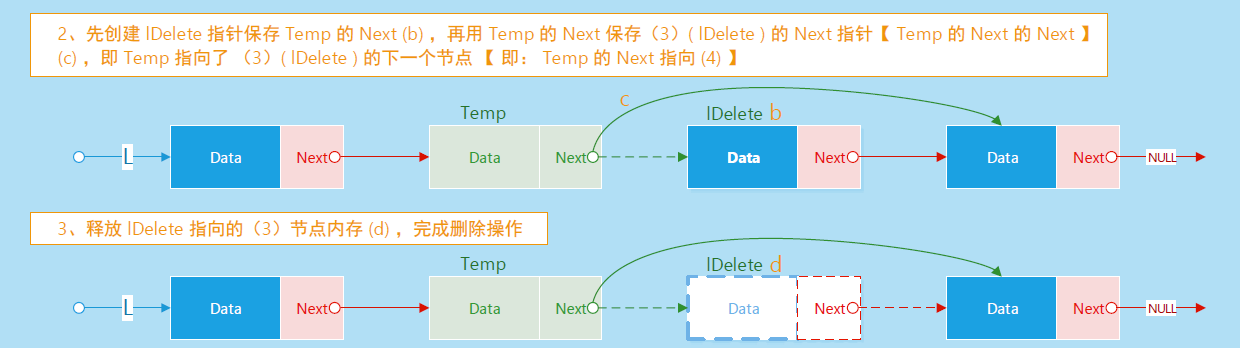 2、先创建 lDelete 指针保存 Temp 的 Next (b) ，再用 Temp 的 Next 保存（3）( lDelete ) 的 Next 指针【 Temp 的 Next 的 Next 】
(c) ，即 Temp 指向了 （3）( lDelete ) 的下一个节点 【 即： Temp 的 Next 指向 (4) 】
Temp c lDelete b
L Data Next Data Next Data Next Data Next NULL
3、释放 lDelete 指向的（3）节点内存 (d) ，完成删除操作
Temp lDelete d
L Data Next Data Next Data Next Data Next NULL